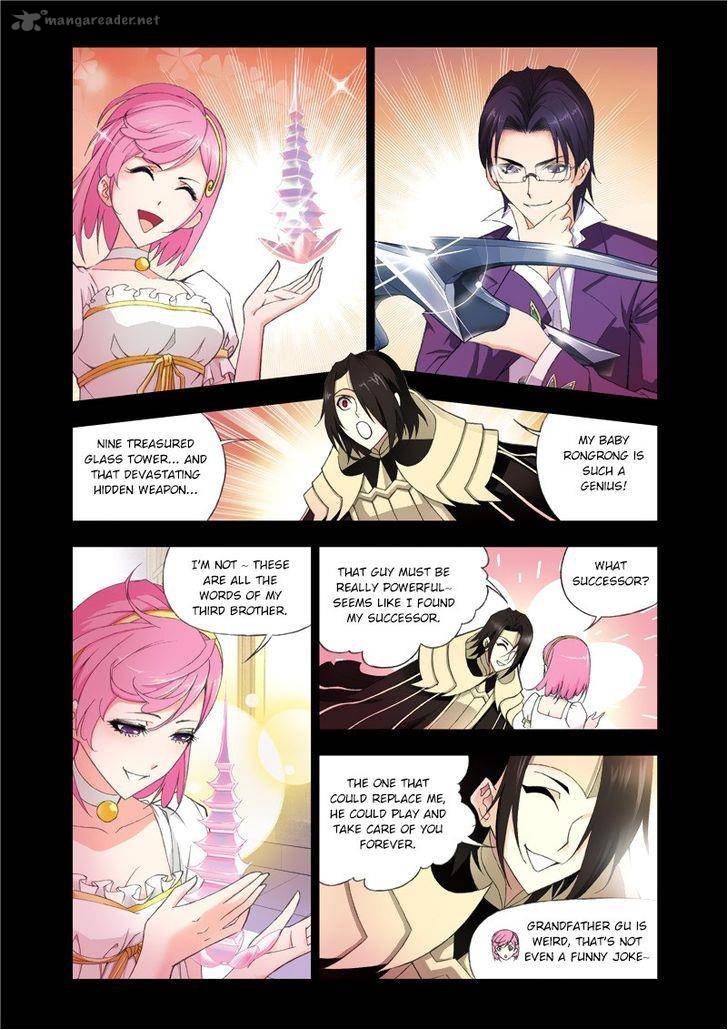 mangareader.net
NINE TREASURED
GLASS TOWER... AND
THAT DEVASTATING
HIDDEN WEAPON...
MY BABY
RONGRONG IS
SUCH A
GENIUS!
I'M NOT ~ THESE
ARE ALL THE
WORDS OF MY
THIRD BROTHER.
THAT GUY MUST BE
REALLY POWERFUL~
SEEMS LIKE I FOUND
MY SUCCESSOR.
WHAT
SUCCESSOR?
THE ONE THAT
COULD REPLACE ME,
HE COULD PLAY AND
TAKE CARE OF YOU
FOREVER.
GRANDFATHER GU IS
WEIRD, THAT'S NOT
EVEN A FUNNY JOKE~